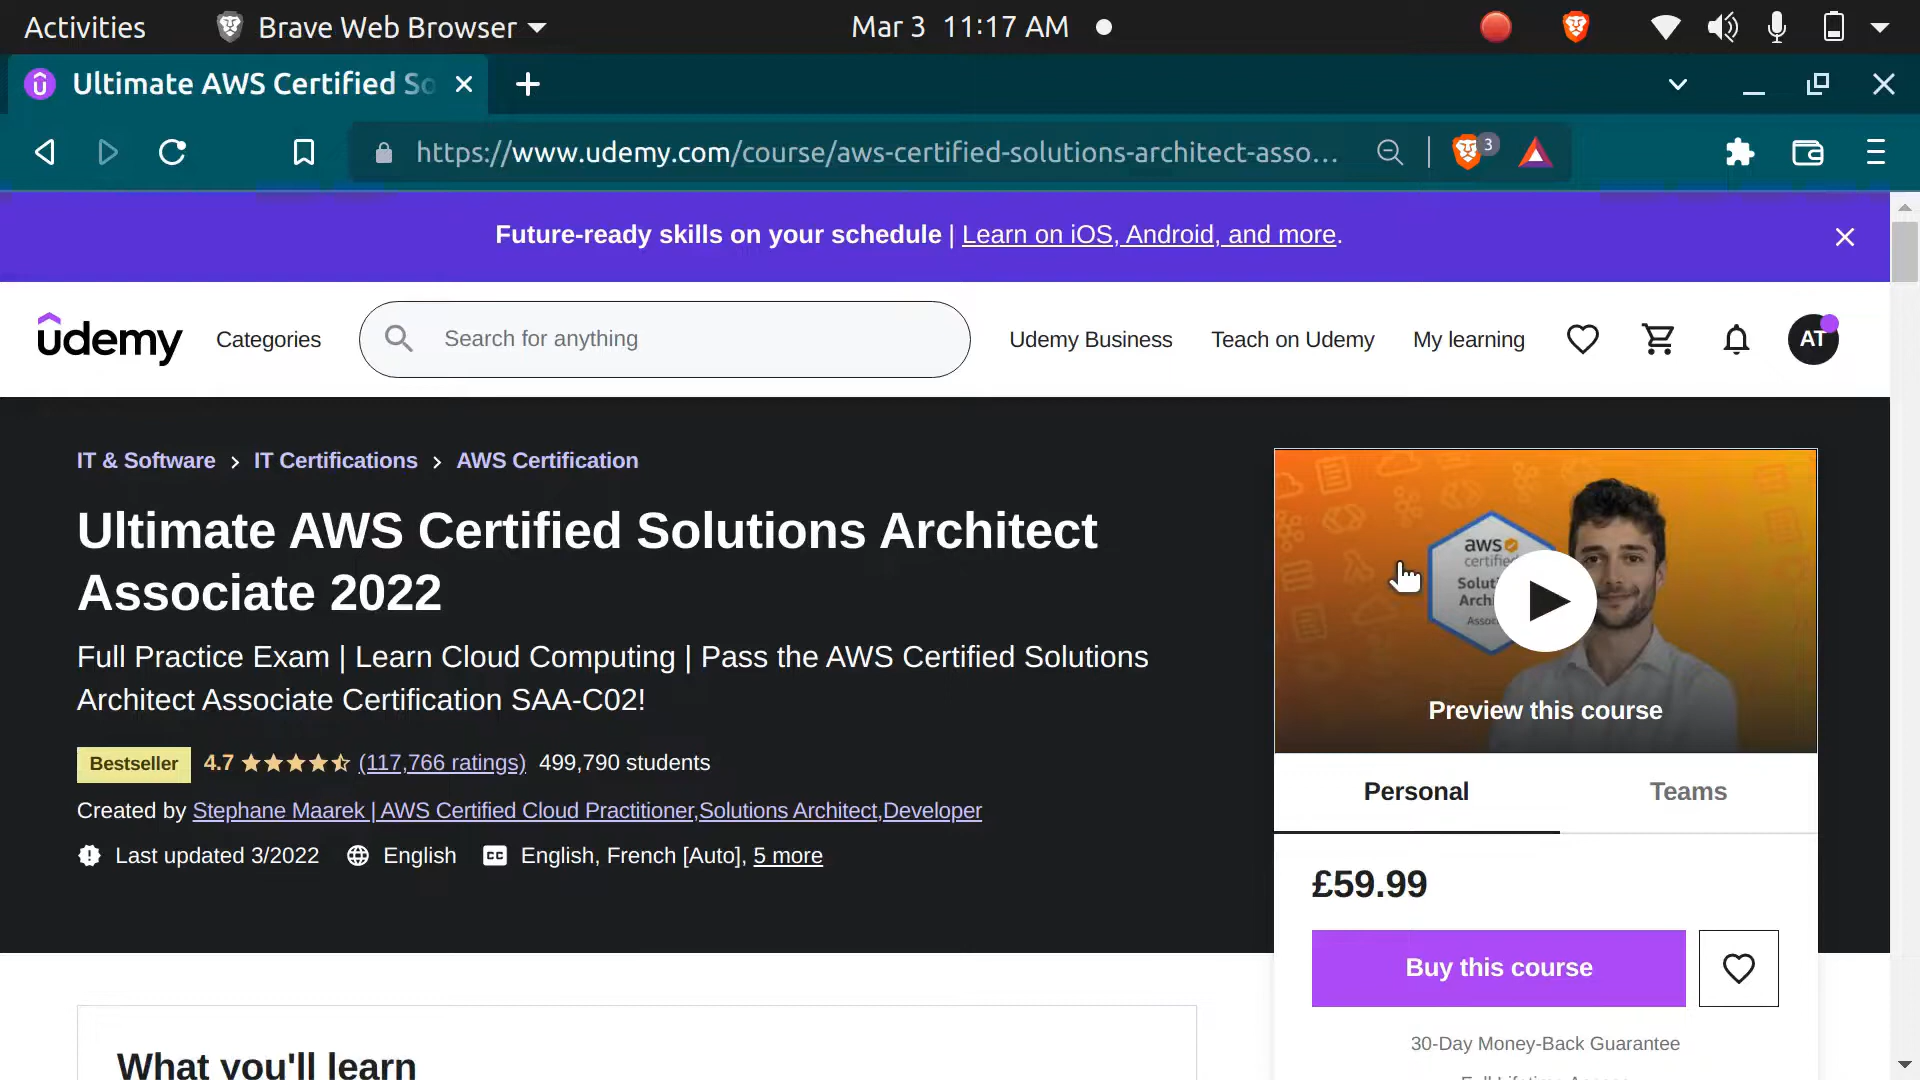 Activities
Brave Web Browser
Mar 3 11:17 AM
Ultimate AWS Certified So
https://www.udemy.com/course/aws-certified-solutions-architect-asso...
3
Future-ready skills on your schedule | Learn on iOS, Android, and more.
udemy
Categories
Search for anything
Udemy Business
Teach on Udemy
My learning
AT
IT & Software > IT Certifications > AWS Certification
Ultimate AWS Certified Solutions Architect
Associate 2022
Full Practice Exam | Learn Cloud Computing | Pass the AWS Certified Solutions
Architect Associate Certification SAA-C02!
Bestseller 4.7 (117,766 ratings) 499,790 students
Created by Stephane Maarek | AWS Certified Cloud Practitioner,Solutions Architect,Developer
Last updated 3/2022 English CC English, French [Auto], 5 more
aws
certified
Preview this course
Personal
Teams
£59.99
Buy this course
30-Day Money-Back Guarantee
What you'll learn